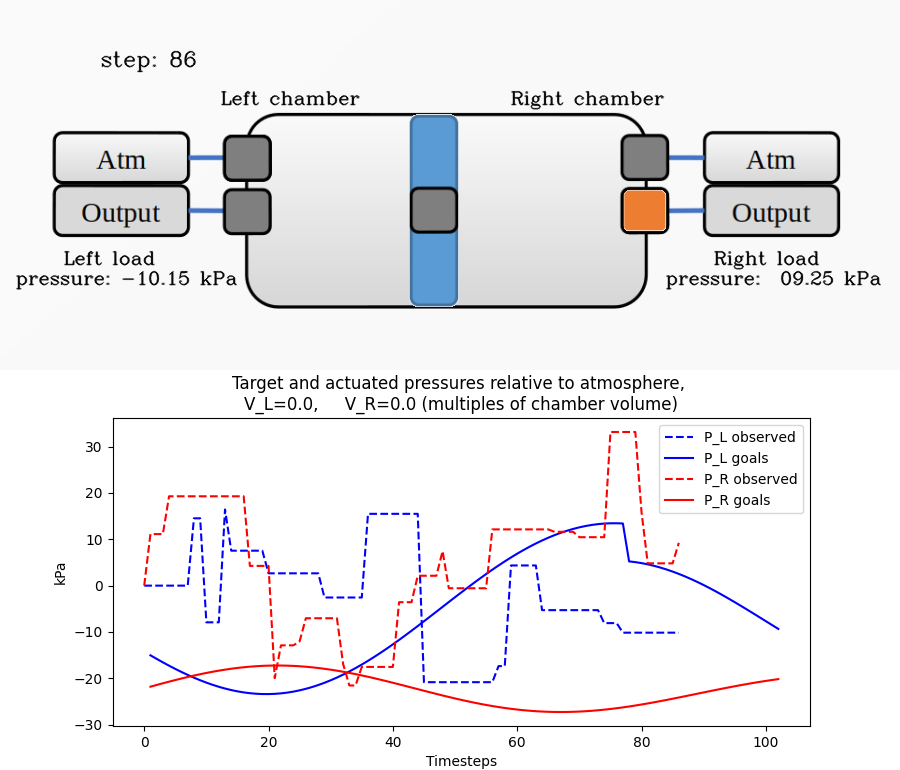 step: 86
Left chamber
Right chamber
Atm
Atm
Output
Output
Left load
pressure: −10.15 kPa
Right load
pressure: 09.25 kPa
Target and actuated pressures relative to atmosphere,
V_L=0.0, V_R=0.0 (multiples of chamber volume)
P_L observed
P_L goals
P_R observed
P_R goals
30
20
10
0
−10
−20
−30
kPa
0 20 40 60 80 100
Timesteps